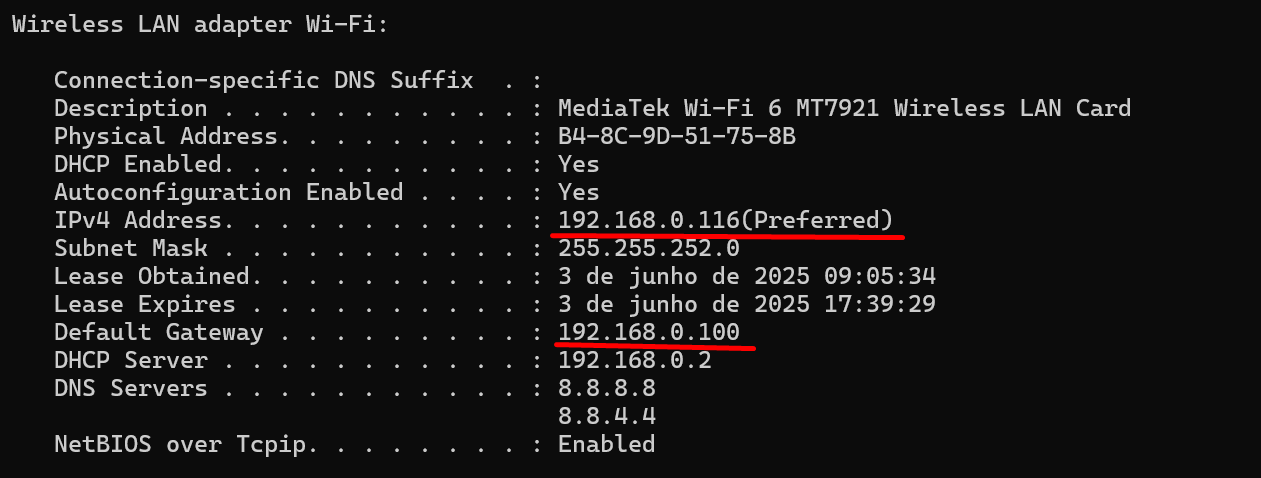 Wireless LAN adapter Wi-Fi:
Connection-specific DNS Suffix  . :
Description . . . . . . . . . . . : MediaTek Wi-Fi 6 MT7921 Wireless LAN Card
Physical Address. . . . . . . . . : B4-8C-9D-51-75-8B
DHCP Enabled. . . . . . . . . . . : Yes
Autoconfiguration Enabled . . . . : Yes
IPv4 Address. . . . . . . . . . . : 192.168.0.116(Preferred)
Subnet Mask . . . . . . . . . . . : 255.255.252.0
Lease Obtained. . . . . . . . . . : 3 de junho de 2025 09:05:34
Lease Expires . . . . . . . . . . : 3 de junho de 2025 17:39:29
Default Gateway . . . . . . . . . : 192.168.0.100
DHCP Server . . . . . . . . . . . : 192.168.0.2
DNS Servers . . . . . . . . . . . : 8.8.8.8
8.8.4.4
NetBIOS over Tcpip. . . . . . . . : Enabled